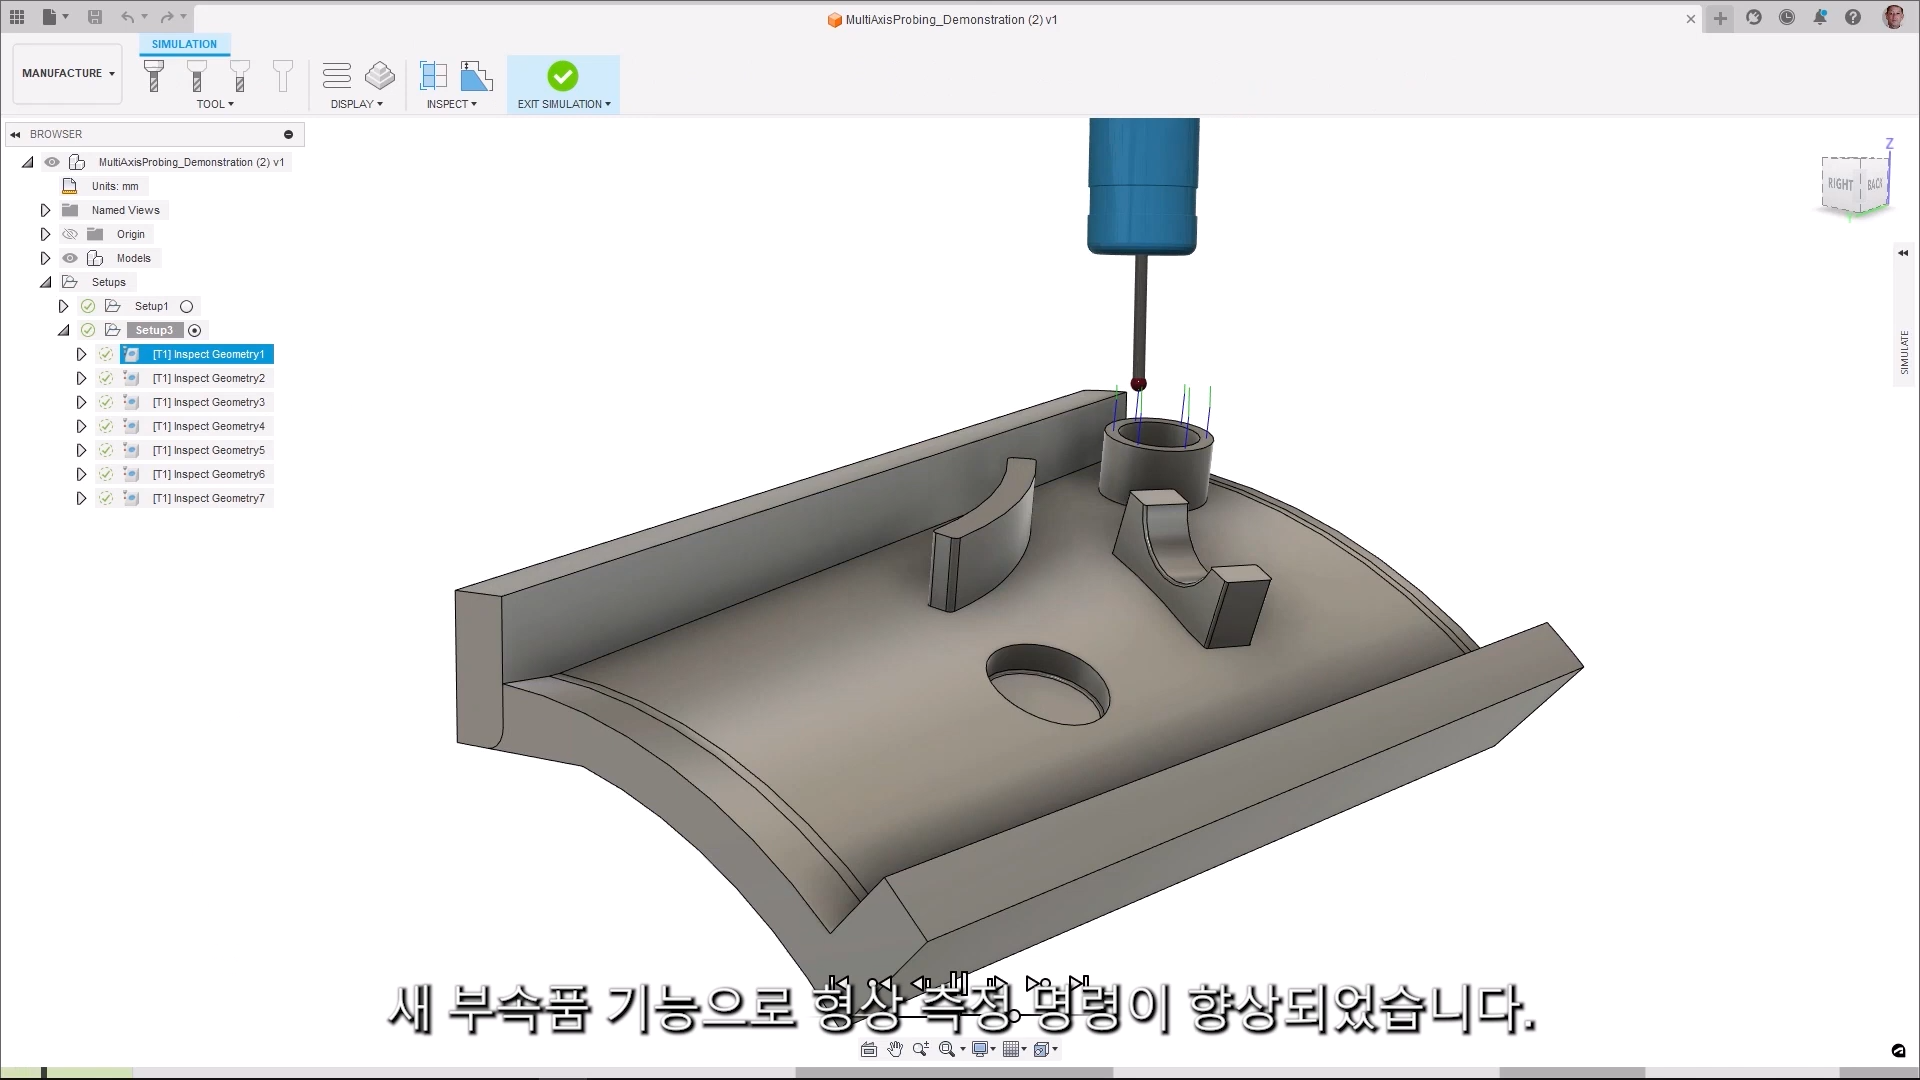 MultiAxisProbing_Demonstration (2) v1
SIMULATION
MANUFACTURE
TOOL
DISPLAY
INSPECT
EXIT SIMULATION
BROWSER
MultiAxisProbing_Demonstration (2) v1
Units: mm
Named Views
Origin
Models
Setups
Setup1
Setup3
[T1] Inspect Geometry1
[T1] Inspect Geometry2
[T1] Inspect Geometry3
[T1] Inspect Geometry4
[T1] Inspect Geometry5
[T1] Inspect Geometry6
[T1] Inspect Geometry7
Z
RIGHT
BACK
Y
SIMULATE
새 부속품 기능으로 형상 측정 명령이 향상되었습니다.